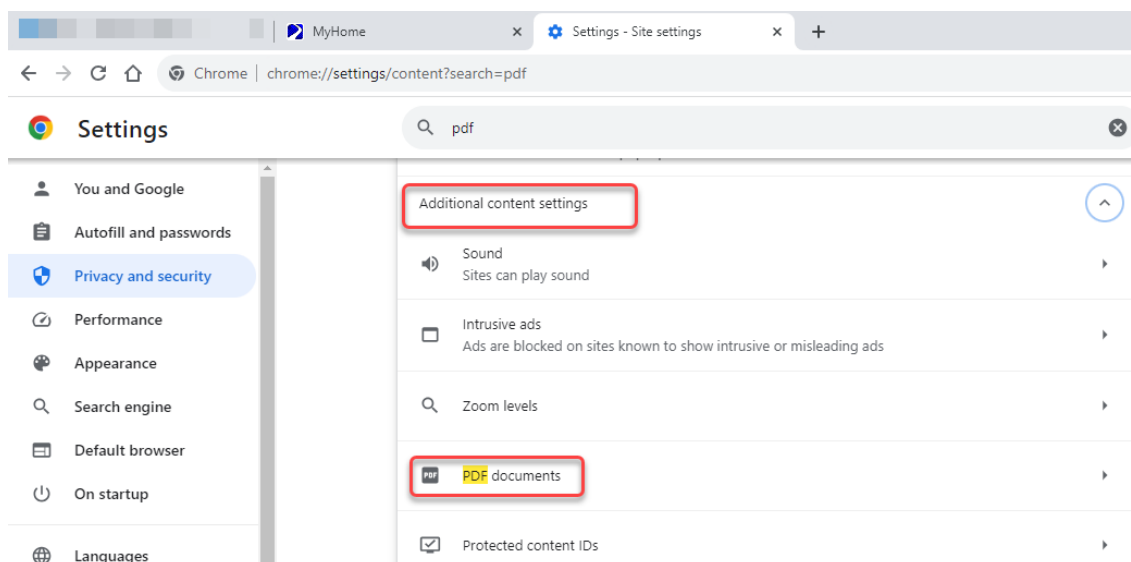 MyHome
Settings - Site settings
Chrome
chrome://settings/content?search=pdf
Settings
pdf
You and Google
Autofill and passwords
Privacy and security
Performance
Appearance
Search engine
Default browser
On startup
Languages
Additional content settings
Sound
Sites can play sound
Intrusive ads
Ads are blocked on sites known to show intrusive or misleading ads
Zoom levels
PDF
PDF documents
Protected content IDs